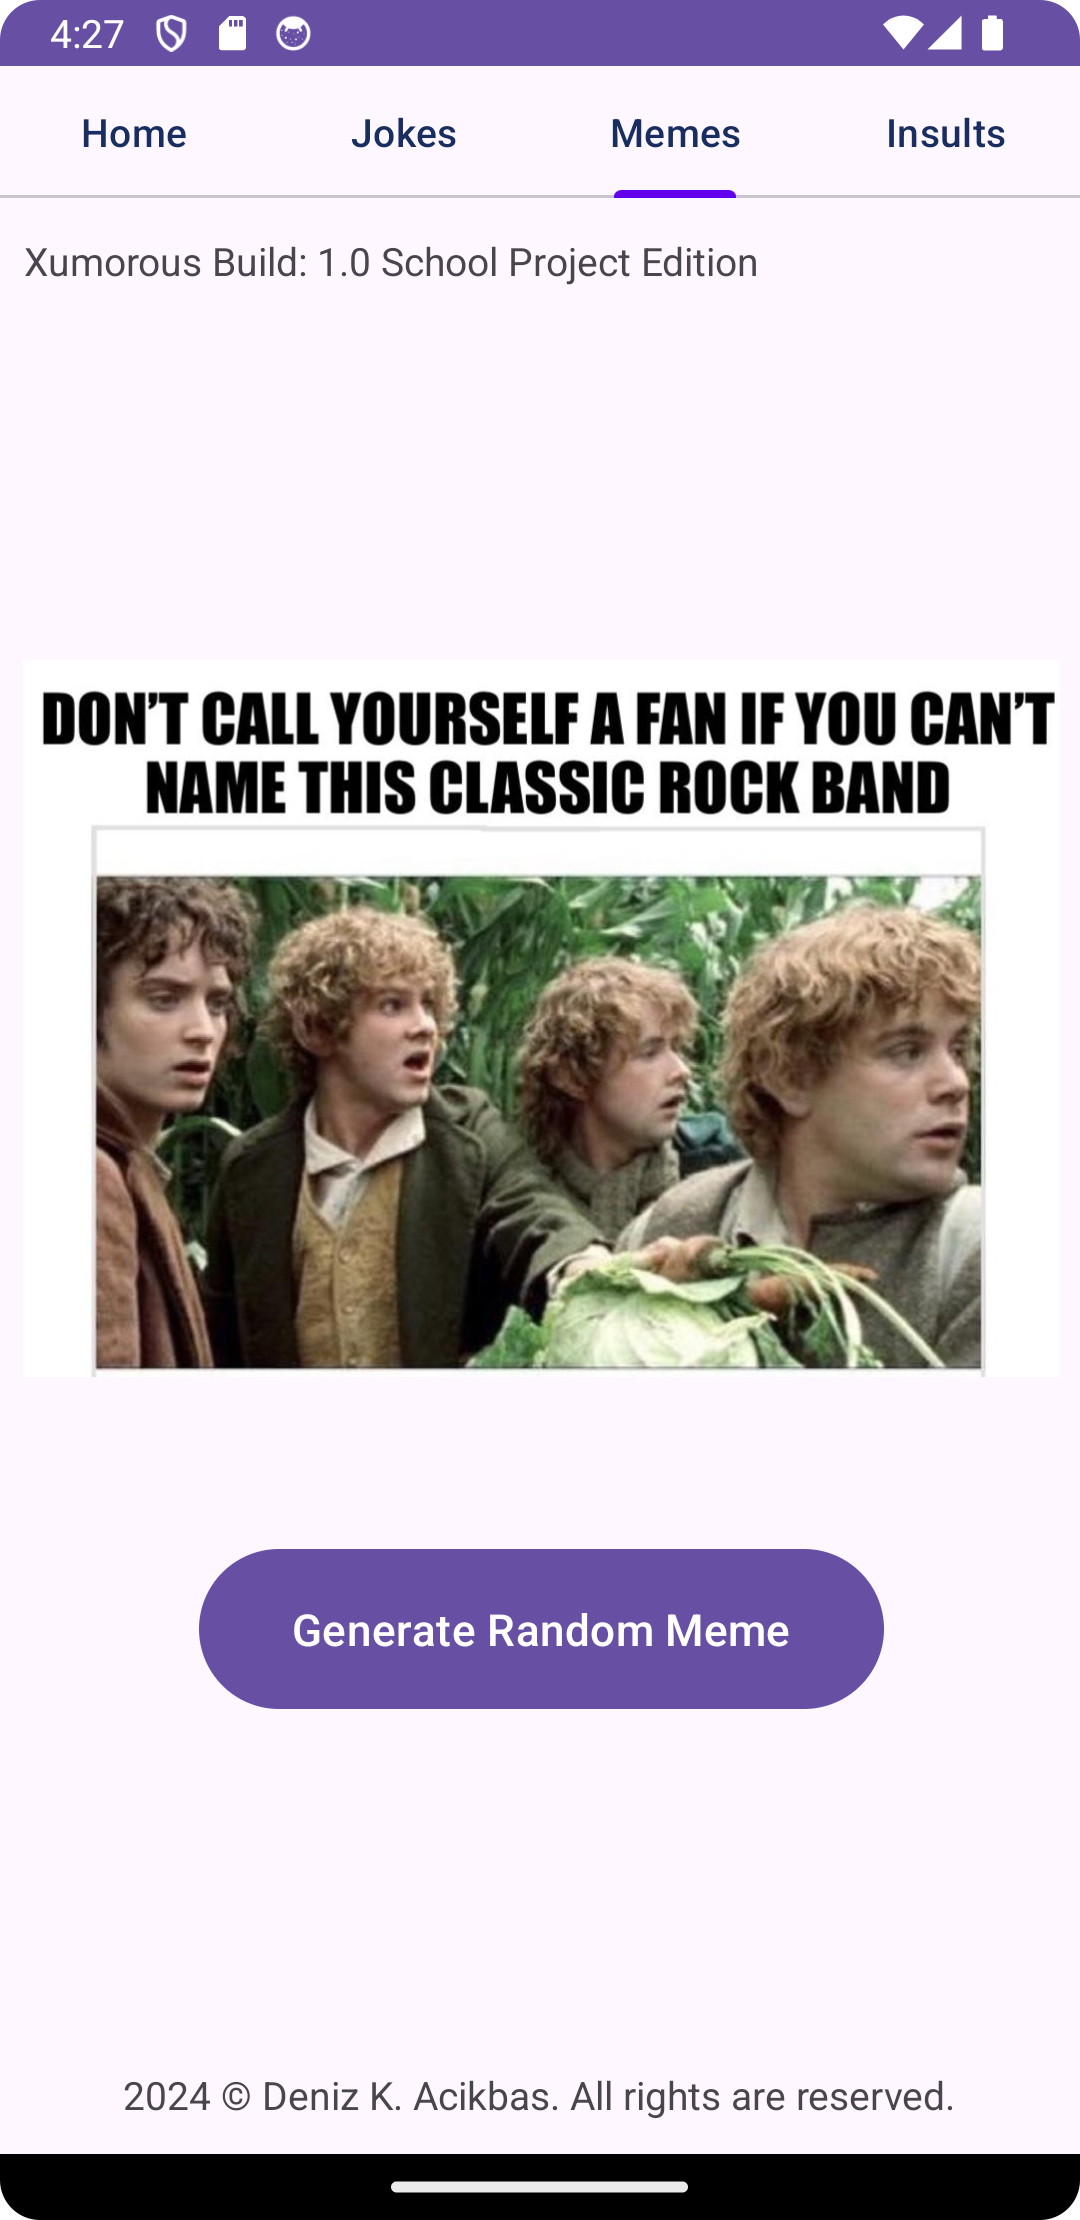 4:27
Home Jokes Memes Insults
Xumorous Build: 1.0 School Project Edition
DON'T CALL YOURSELF A FAN IF YOU CAN'T
NAME THIS CLASSIC ROCK BAND
Generate Random Meme
2024 © Deniz K. Acikbas. All rights are reserved.